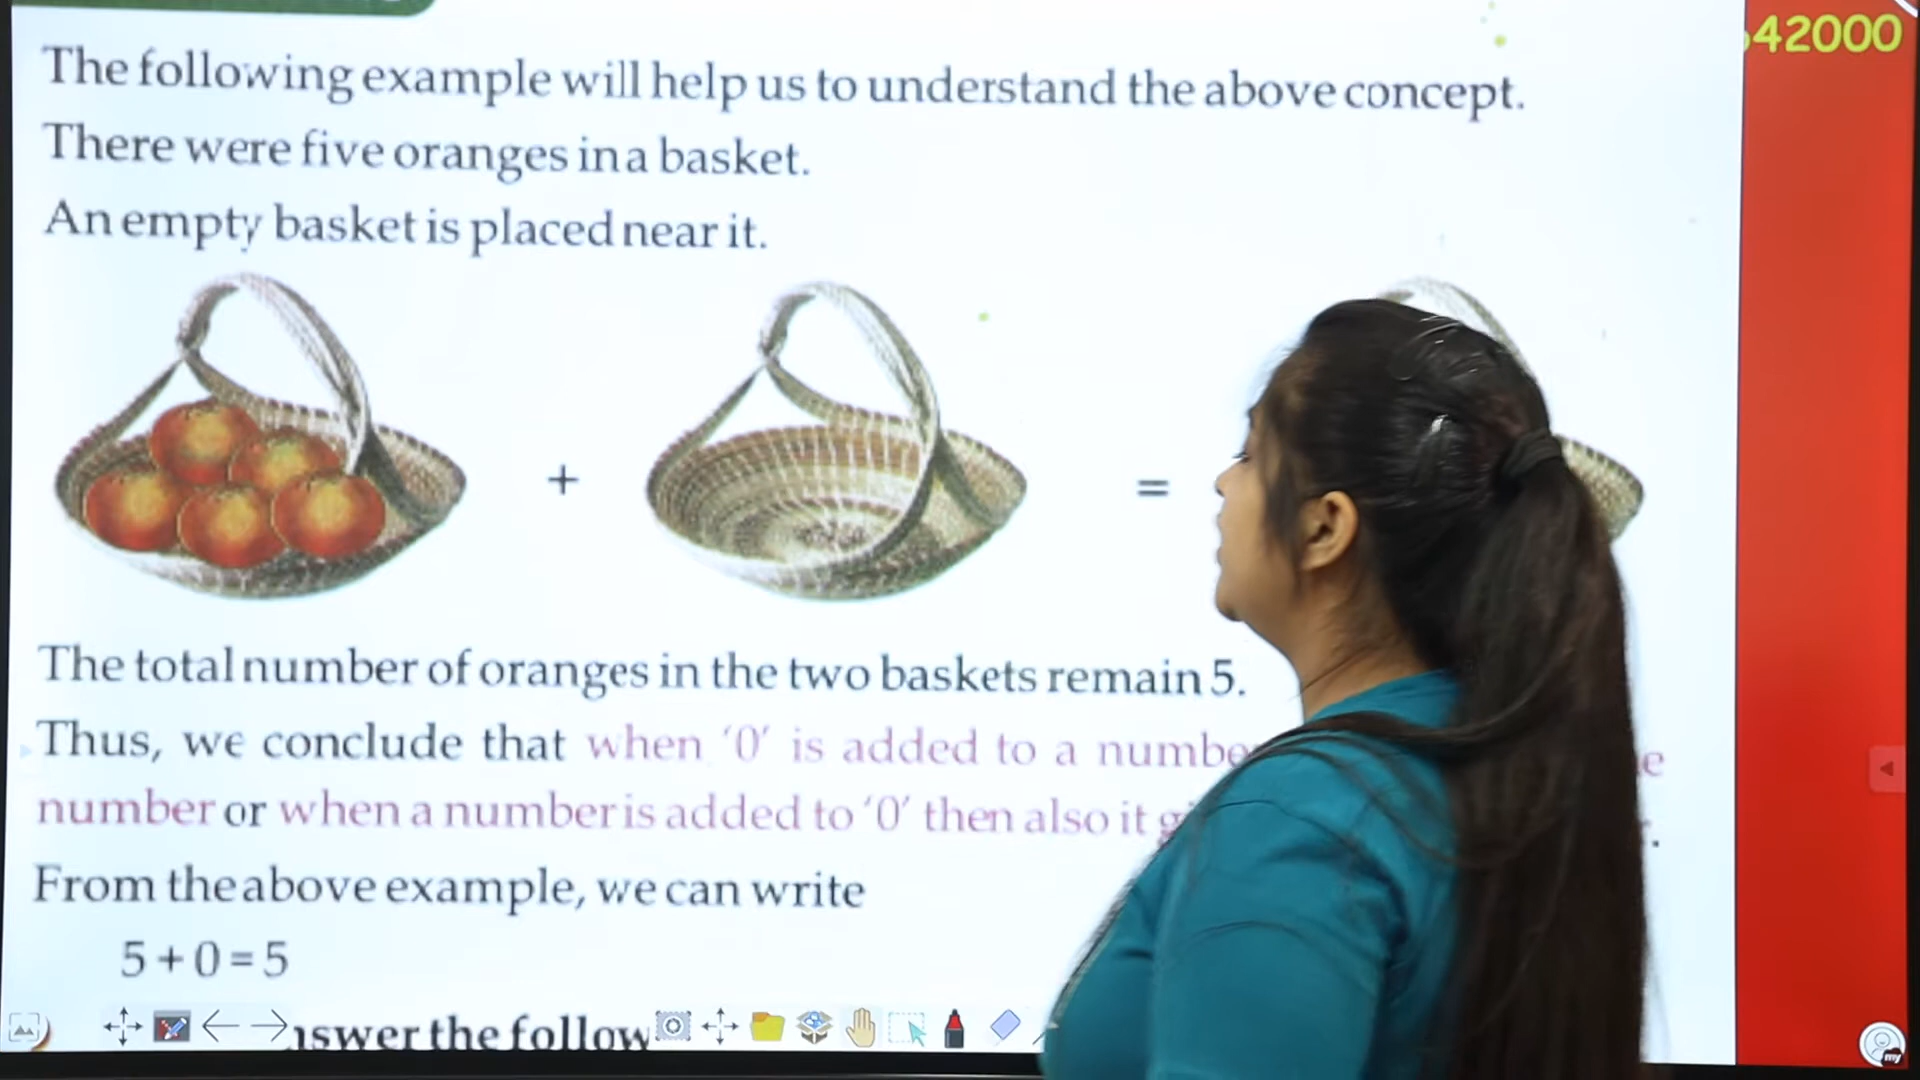 42000
The following example will help us to understand the above concept.
There were five oranges in a basket.
An empty basket is placed near it.
+ =
The total number of oranges in the two baskets remain 5.
Thus, we conclude that when '0' is added to a
number or when a number is added to '0' then also it
From the above example, we can write
5 + 0 = 5
the
my